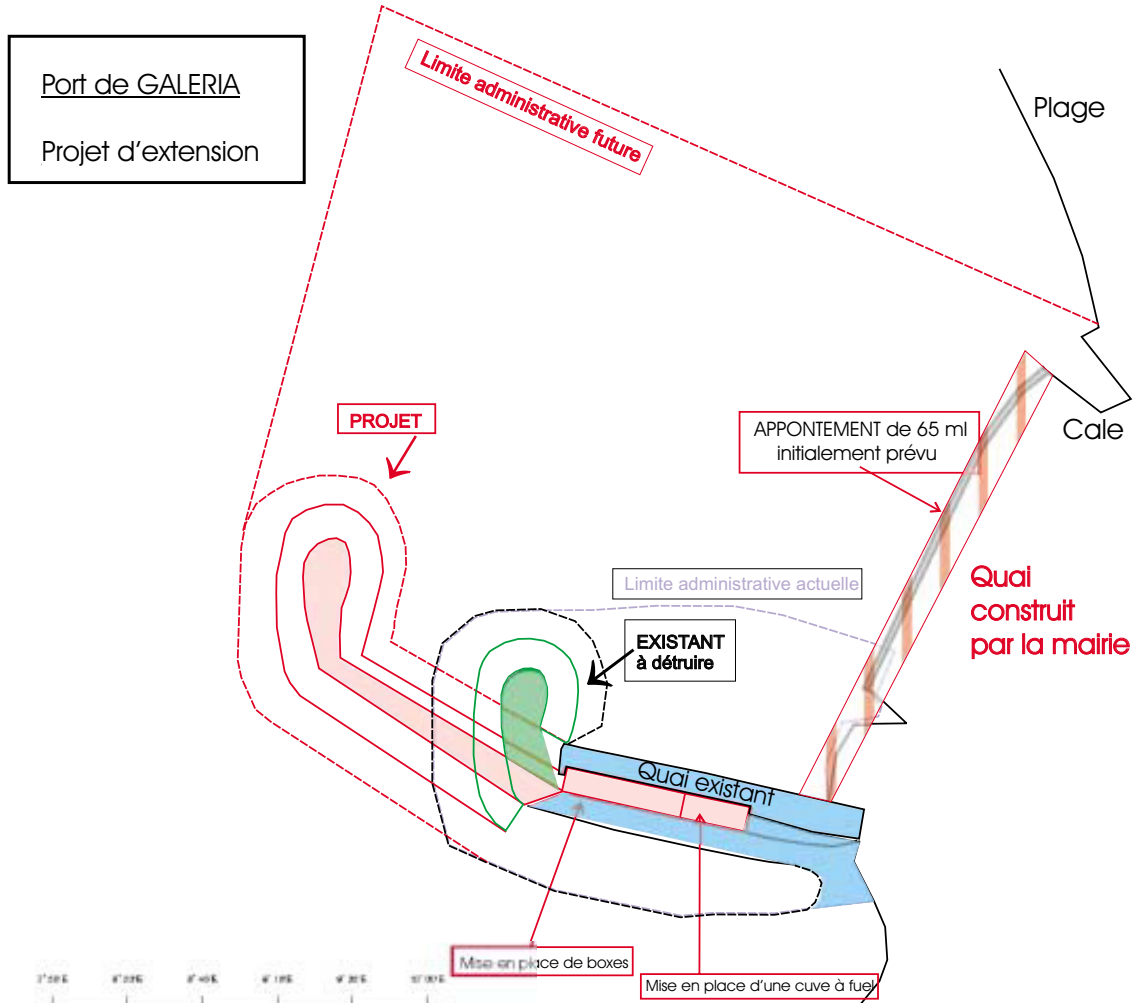 Port de GALERIA
Projet d'extension
Limite administrative future
Plage
PROJET
APPONTEMENT de 65 ml
initialement prévu
Cale
Limite administrative actuelle
Quai
construit
par la mairie
EXISTANT
à détruire
Quai existant
Mise en place de boxes
Mise en place d'une cuve à fuel